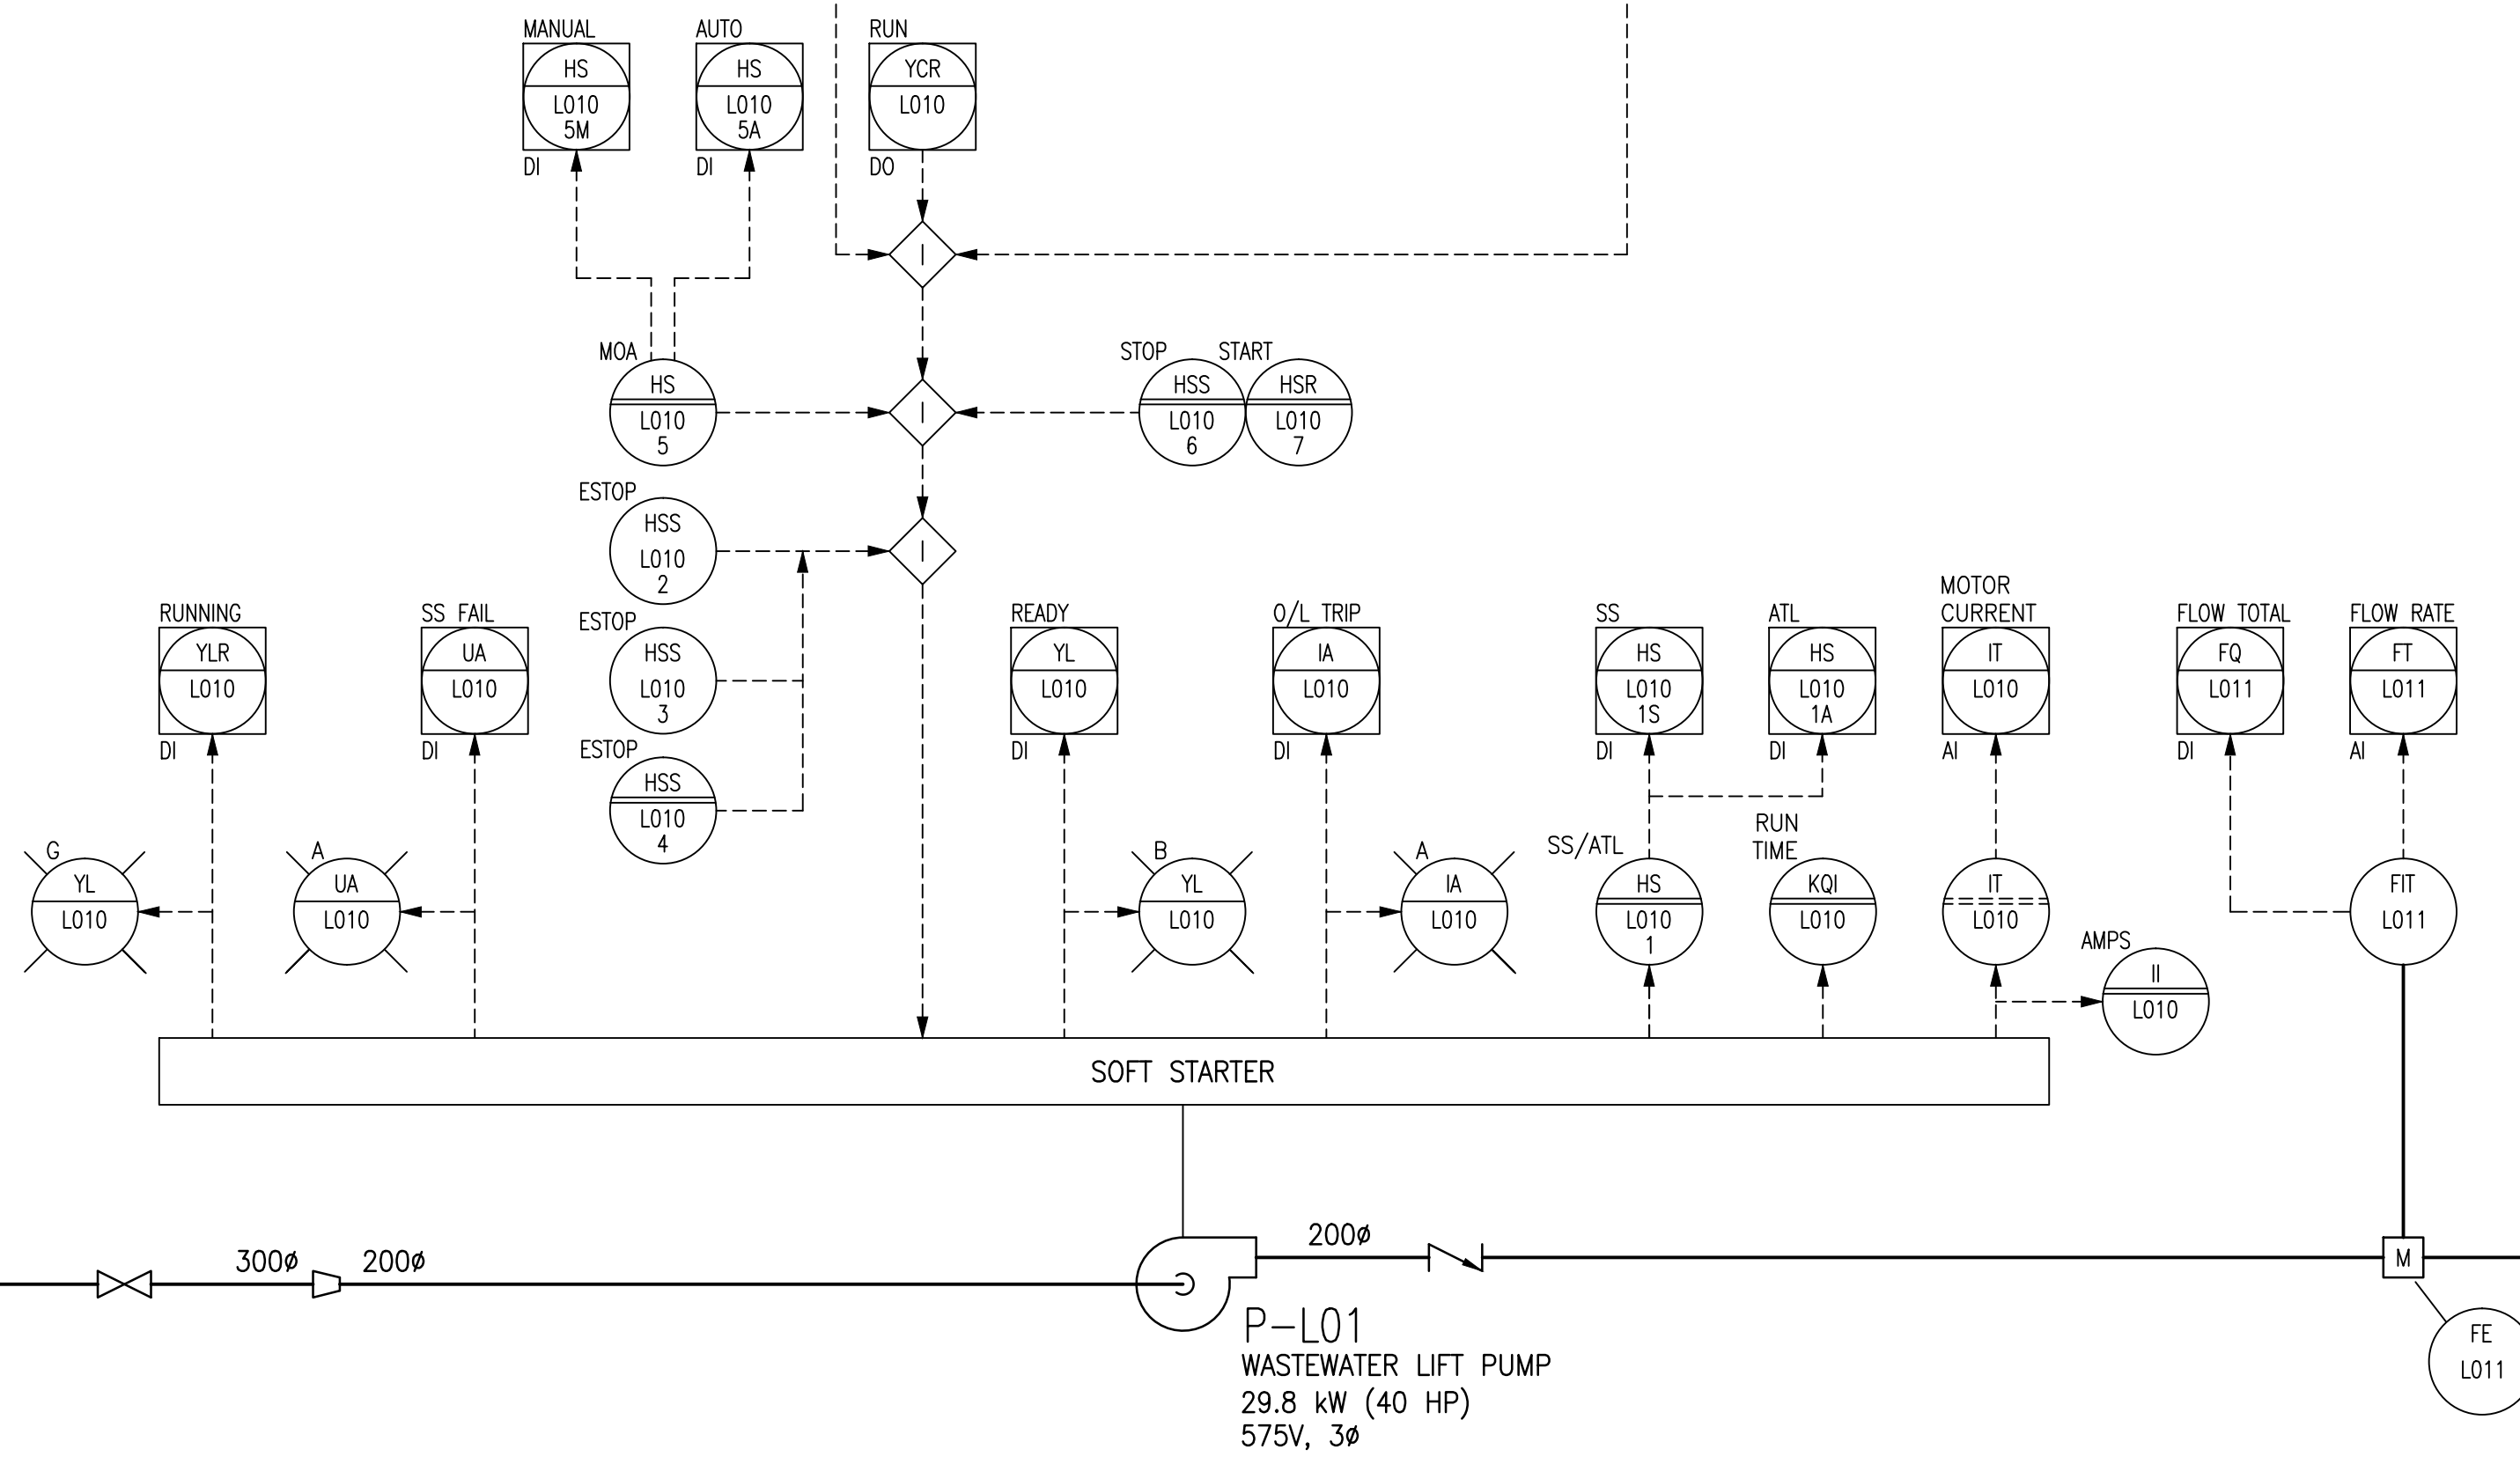 MANUAL
HS
L010
5M
DI
AUTO
HS
L010
5A
DI
RUN
YCR
L010
DO
I
MOA
HS
L010
5
I
STOP
HSS
L010
6
START
HSR
L010
7
ESTOP
HSS
L010
2
I
ESTOP
HSS
L010
3
ESTOP
HSS
L010
4
RUNNING
YLR
L010
DI
SS FAIL
UA
L010
DI
READY
YL
L010
DI
O/L TRIP
IA
L010
DI
SS
HS
L010
1S
DI
ATL
HS
L010
1A
DI
MOTOR
CURRENT
IT
L010
AI
FLOW TOTAL
FQ
L011
DI
FLOW RATE
FT
L011
AI
G
YL
L010
A
UA
L010
B
YL
L010
A
IA
L010
SS/ATL
HS
L010
1
RUN
TIME
KQI
L010
IT
L010
AMPS
II
L010
FIT
L011
SOFT STARTER
300ø
200ø
200ø
M
FE
L011
P-L01
WASTEWATER LIFT PUMP
29.8 kW (40 HP)
575V, 3ø